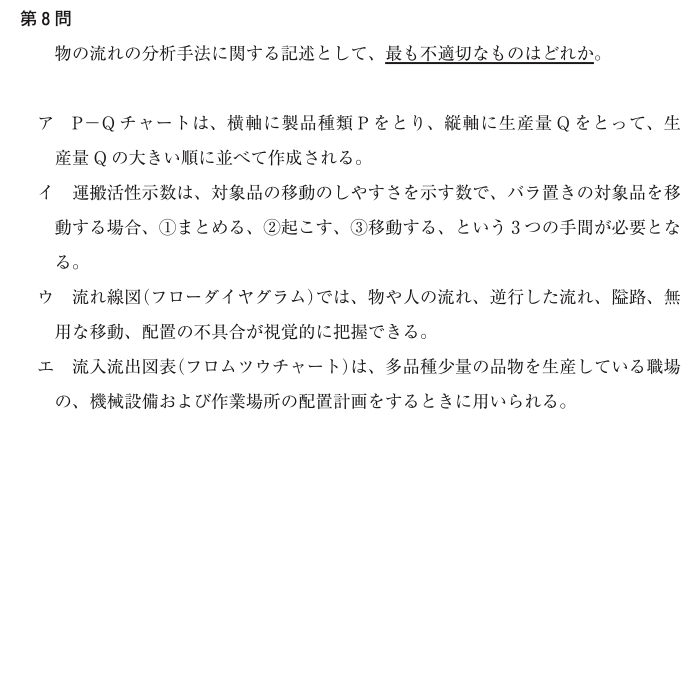 第 8 問
物の流れの分析手法に関する記述として、最も不適切なものはどれか。
ア　P－Q チャートは、横軸に製品種類 P をとり、縦軸に生産量 Q をとって、生
産量 Q の大きい順に並べて作成される。
イ　運搬活性示数は、対象品の移動のしやすさを示す数で、バラ置きの対象品を移
動する場合、①まとめる、②起こす、③移動する、という 3 つの手間が必要とな
る。
ウ　流れ線図(フローダイヤグラム)では、物や人の流れ、逆行した流れ、隘路、無
用な移動、配置の不具合が視覚的に把握できる。
エ　流入流出図表(フロムツウチャート)は、多品種少量の品物を生産している職場
の、機械設備および作業場所の配置計画をするときに用いられる。